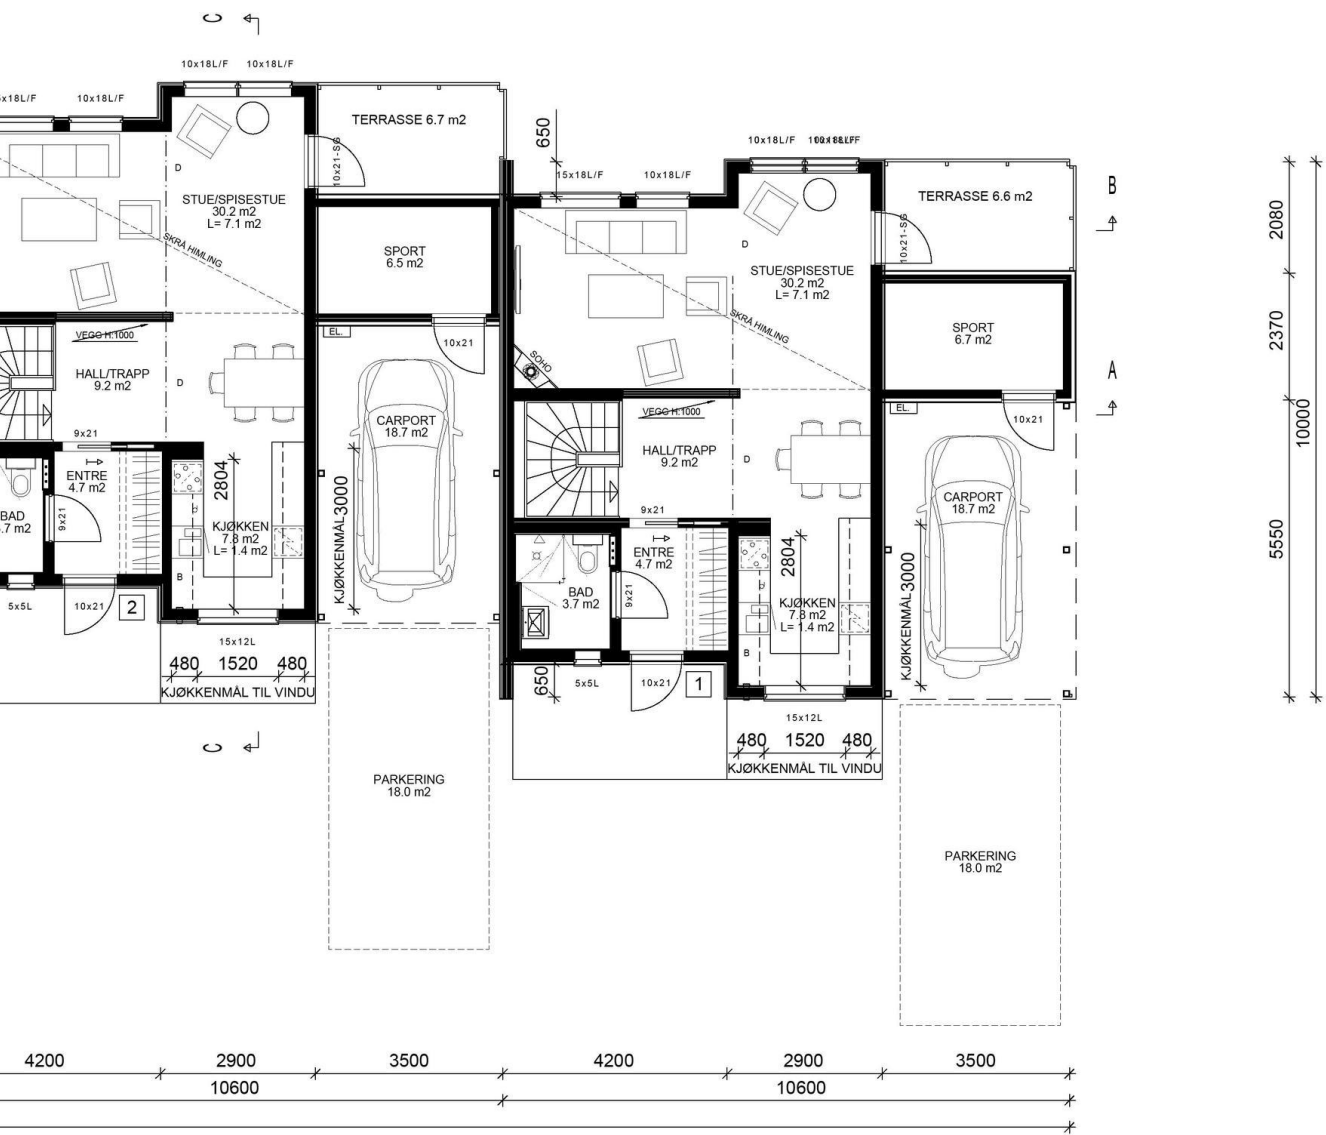 C
10x18L/F 10x18L/F
x18L/F 10x18L/F
TERRASSE 6.7 m2
10x21-SG
D
STUE/SPISESTUE
30.2 m2
L= 7.1 m2
SKRÅ HIMLING
SPORT
6.5 m2
EL.
10x21
VEGG H:1000
HALL/TRAPP
9.2 m2
D
CARPORT
18.7 m2
9x21
ENTRE
4.7 m2
9x21
BAD
.7 m2
2804
KJØKKEN
7.8 m2
L= 1.4 m2
B
KJØKKENMÅL 3000
5x5L
10x21
2
15x12L
480 1520 480
KJØKKENMÅL TIL VINDU
C
PARKERING
18.0 m2
650
10x18L/F
15x18L/F 10x18L/F
TERRASSE 6.6 m2
10x21-SG
D
STUE/SPISESTUE
30.2 m2
L= 7.1 m2
SKRÅ HIMLING
SOHO
SPORT
6.7 m2
EL.
10x21
VEGG H:1000
HALL/TRAPP
9.2 m2
D
CARPORT
18.7 m2
9x21
ENTRE
4.7 m2
9x21
BAD
3.7 m2
2804
KJØKKEN
7.8 m2
L= 1.4 m2
B
KJØKKENMÅL 3000
650
5x5L
10x21
1
15x12L
480 1520 480
KJØKKENMÅL TIL VINDU
PARKERING
18.0 m2
B
A
2080
2370
5550
10000
4200 2900 3500 4200 2900 3500
10600 10600